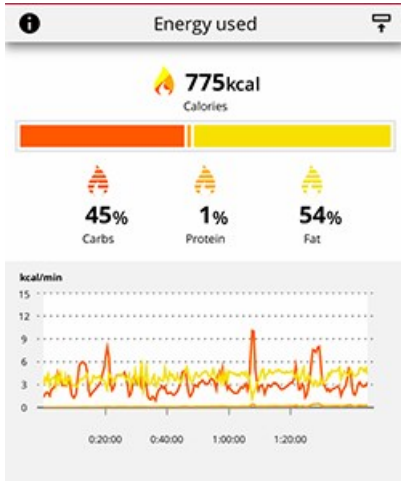 Energy used
775kcal
Calories
45% 1% 54%
Carbs Protein Fat
kcal/min
15
12
9
6
3
0
0:20:00 0:40:00 1:00:00 1:20:00